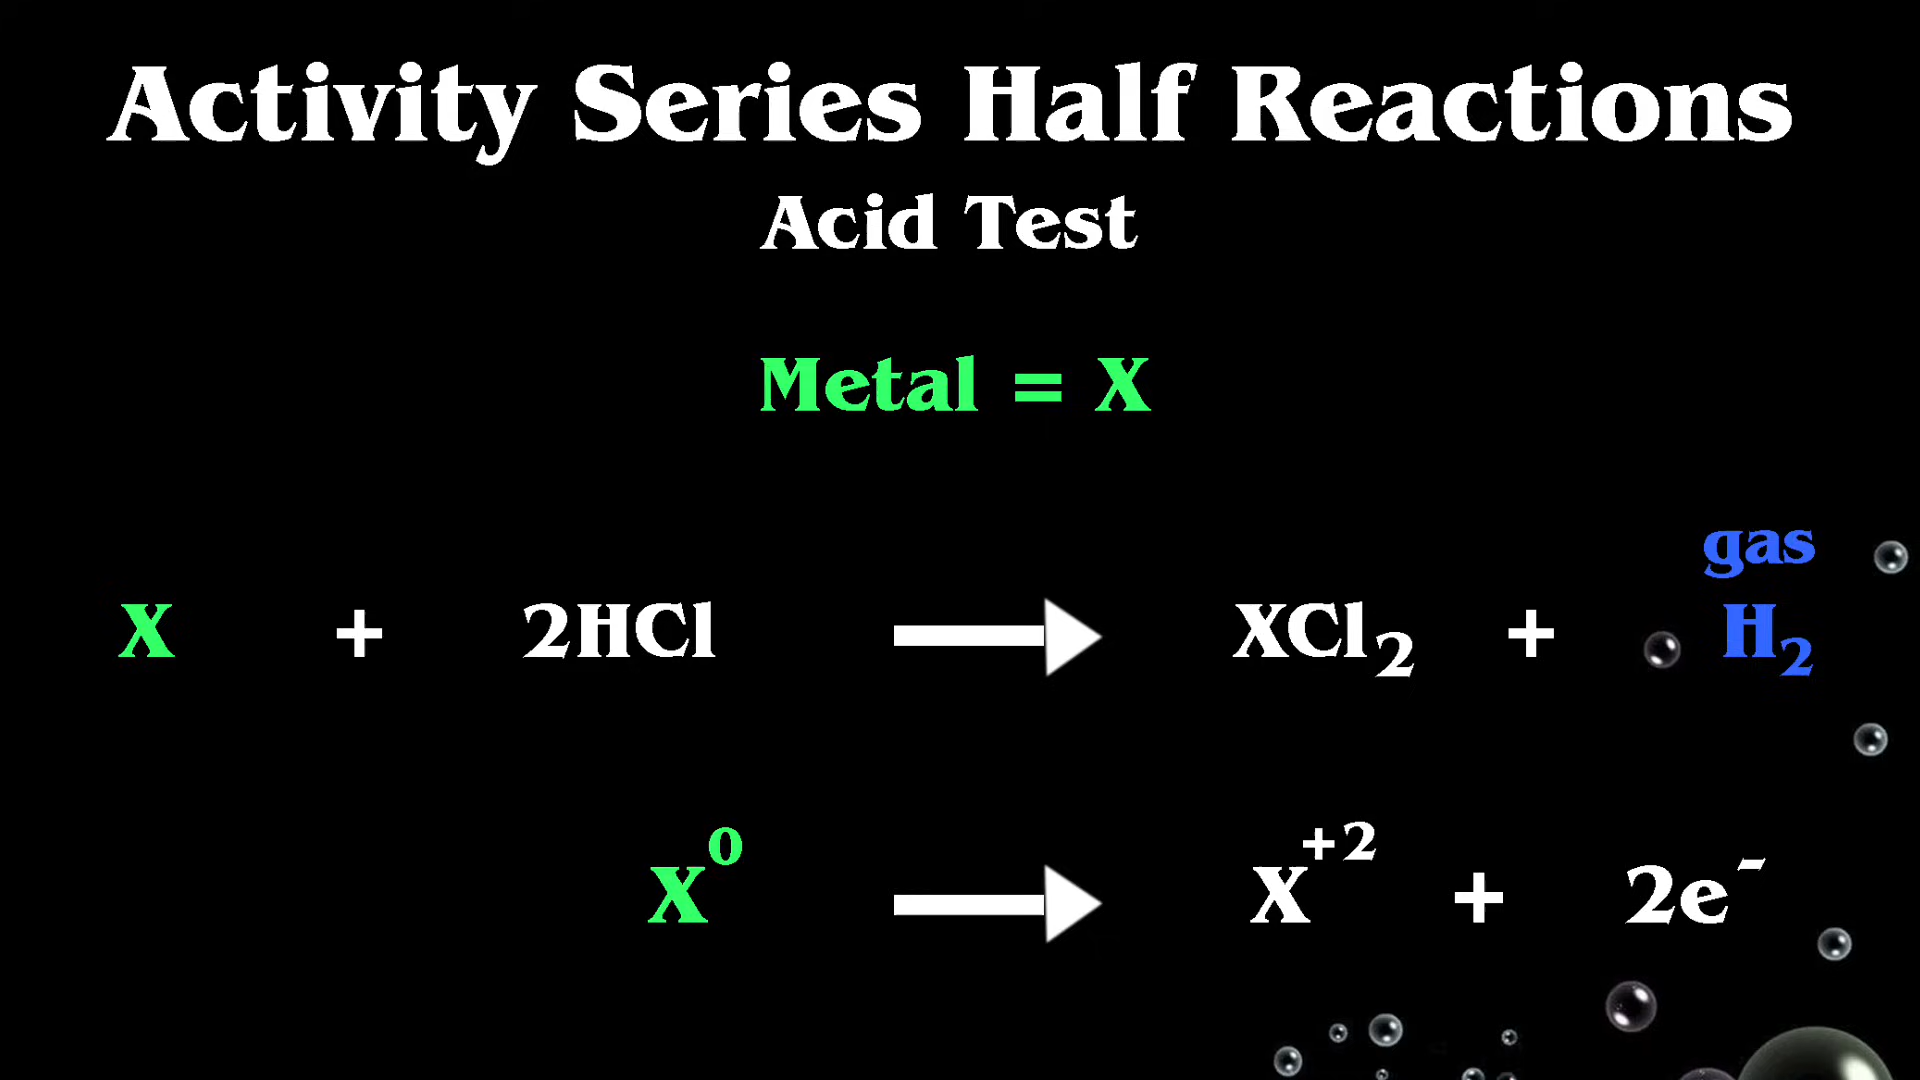 Activity Series Half Reactions
Acid Test
Metal = X
gas
X + 2HCl → XCl₂ + H₂
X⁰ → X⁺² + 2e⁻